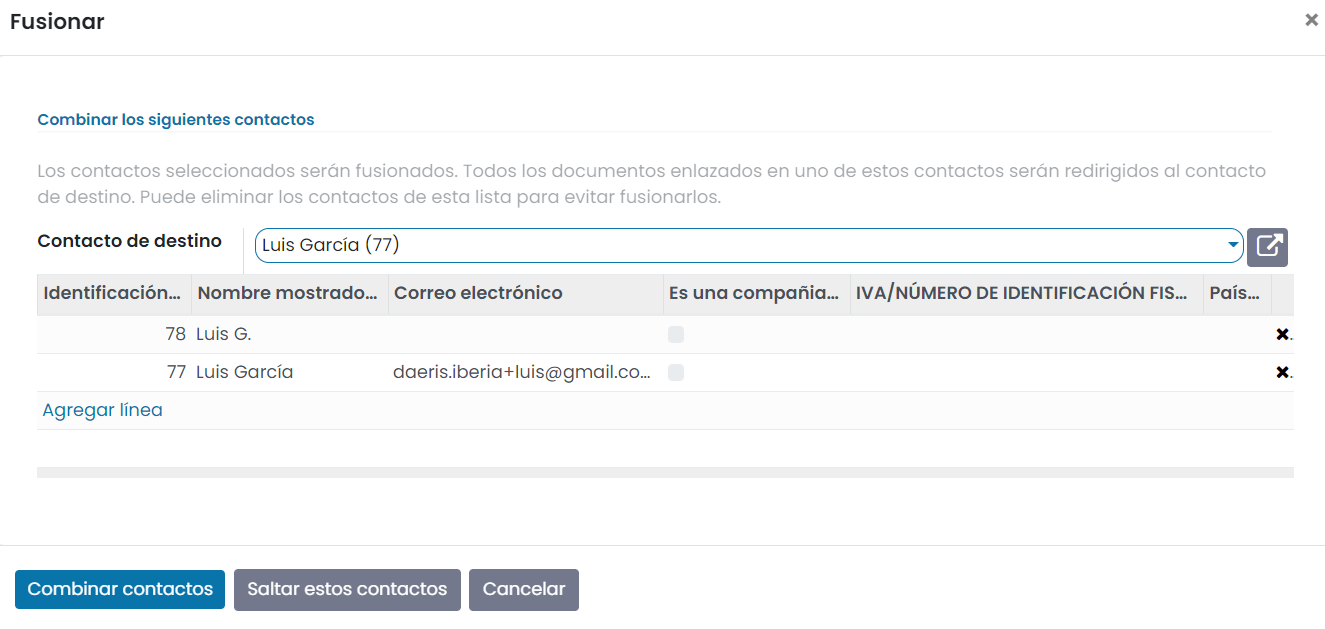 Fusionar
Combinar los siguientes contactos
Los contactos seleccionados serán fusionados. Todos los documentos enlazados en uno de estos contactos serán redirigidos al contacto
de destino. Puede eliminar los contactos de esta lista para evitar fusionarlos.
Contacto de destino Luis García (77)
Identificación... Nombre mostrado... Correo electrónico Es una compañia... IVA/NÚMERO DE IDENTIFICACIÓN FIS... País...
78 Luis G.
77 Luis García daeris.iberia+luis@gmail.co...
Agregar línea
Combinar contactos Saltar estos contactos Cancelar